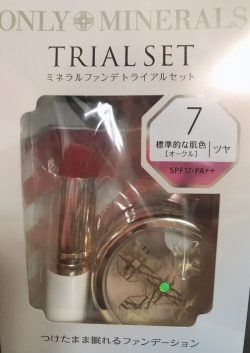 ONLY MINERALS
TRIAL SET
ミネラルファンデトライアルセット
7
標準的な肌色
[オークル]
ツヤ
SPF17・PA++
つけたまま眠れるファンデーション